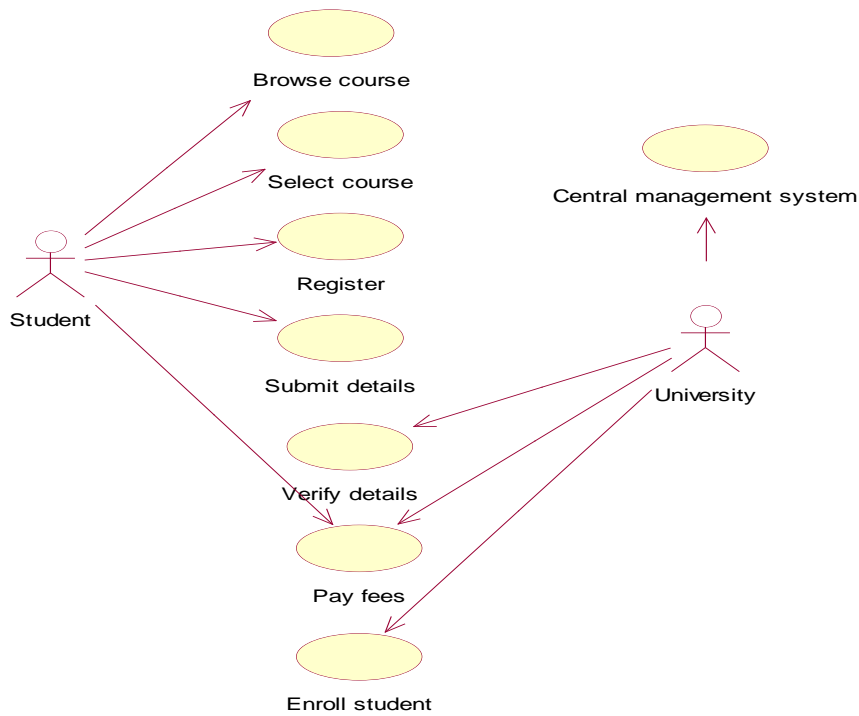 Browse course
Select course
Central management system
Register
Student
Submit details
University
Verify details
Pay fees
Enroll student